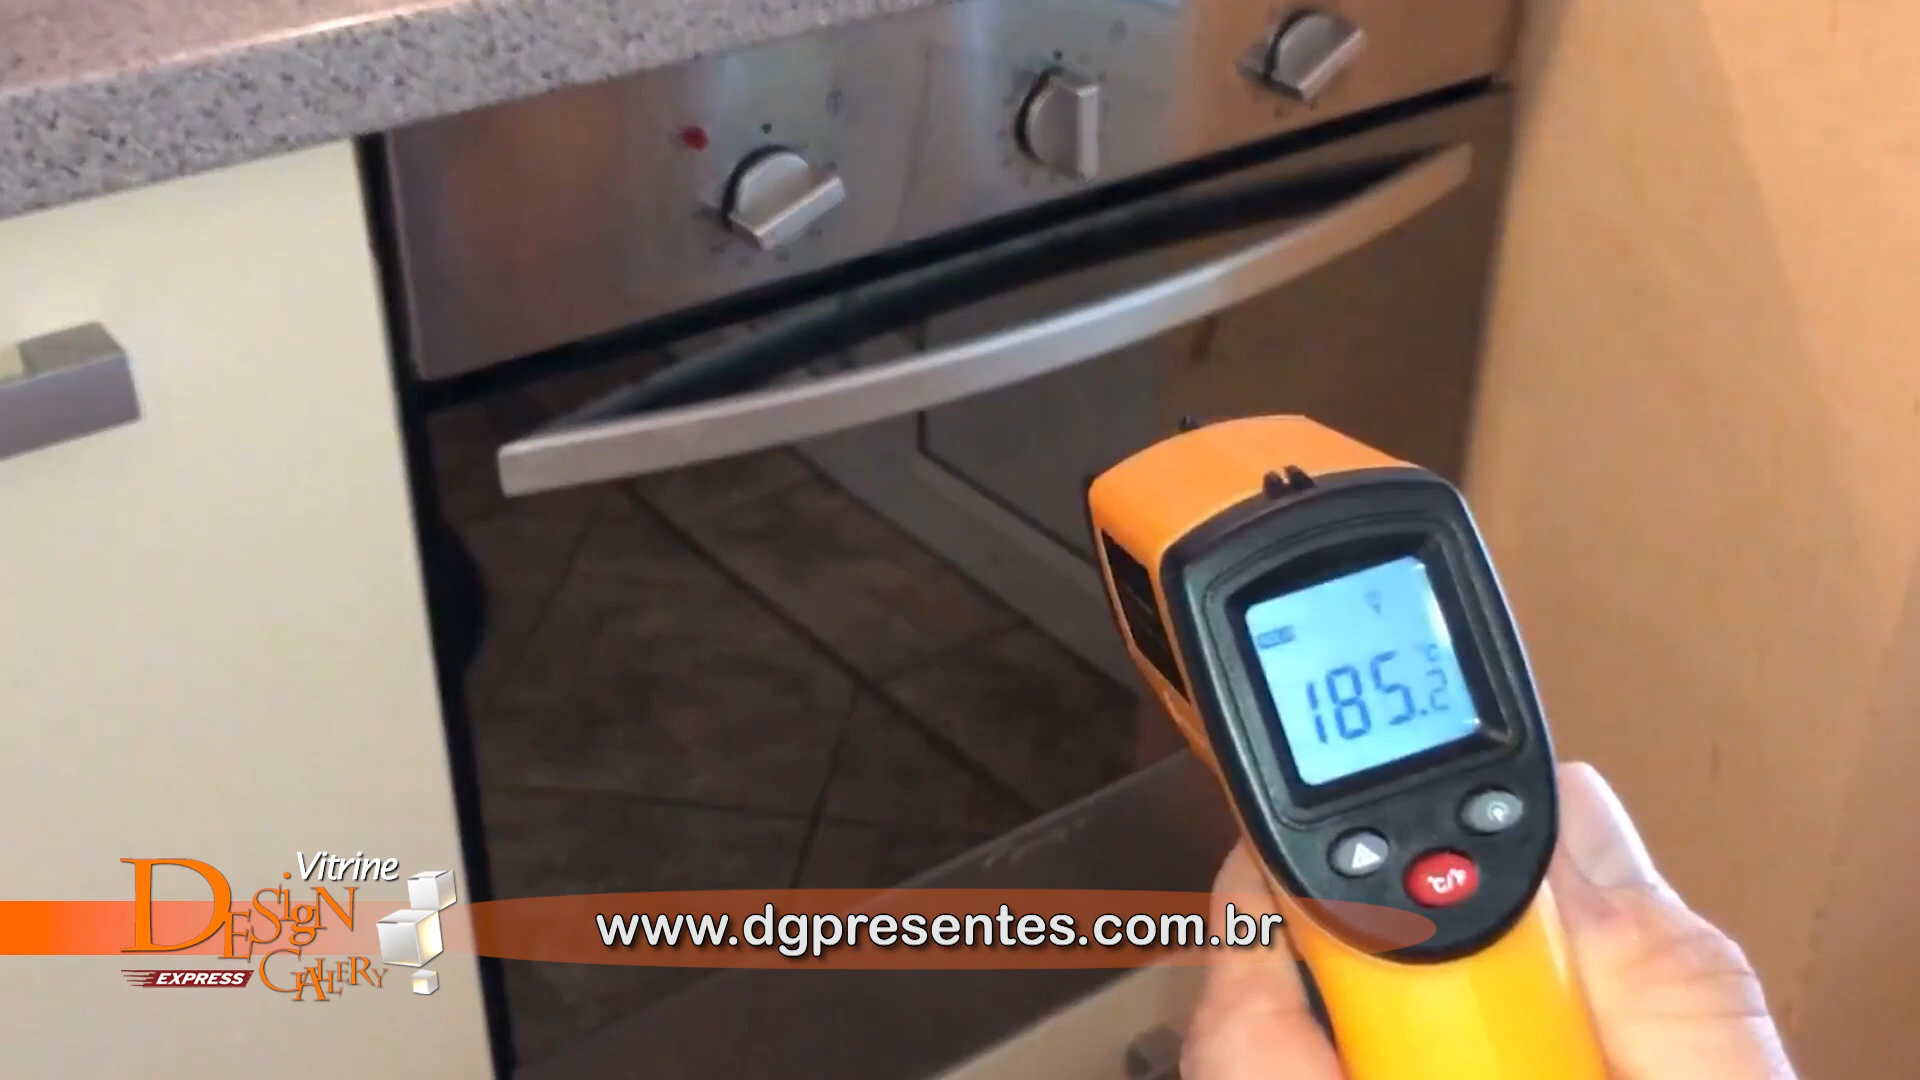 °C
185.2
°C/°F
Vitrine
DESiGN
GALLERY
EXPRESS
www.dgpresentes.com.br